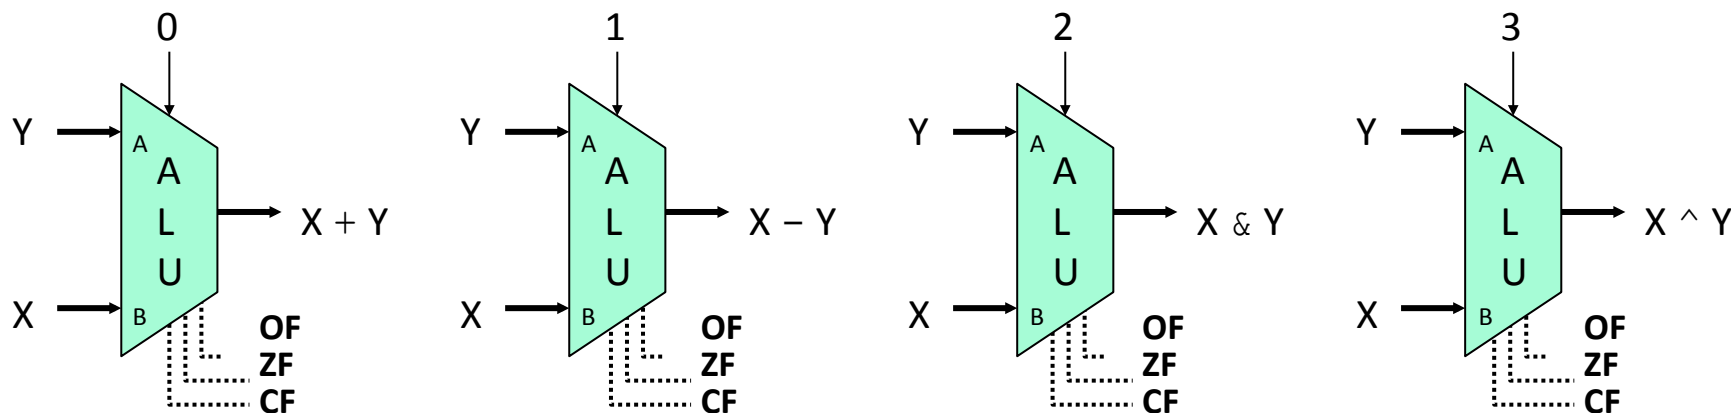 0
Y
A
A
L
U
X
B
X + Y
OF
ZF
CF
1
Y
A
A
L
U
X
B
X − Y
OF
ZF
CF
2
Y
A
A
L
U
X
B
X & Y
OF
ZF
CF
3
Y
A
A
L
U
X
B
X ^ Y
OF
ZF
CF